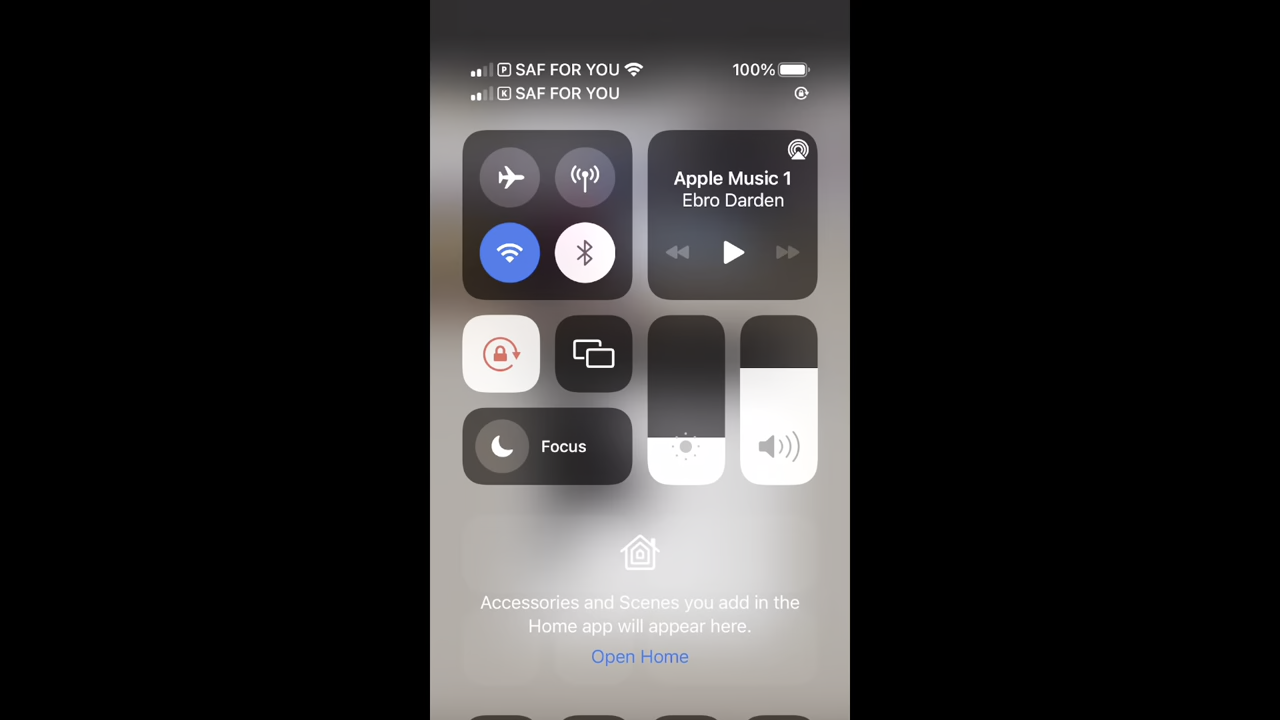 P SAF FOR YOU 100%
K SAF FOR YOU
Apple Music 1
Ebro Darden
Focus
Accessories and Scenes you add in the
Home app will appear here.
Open Home